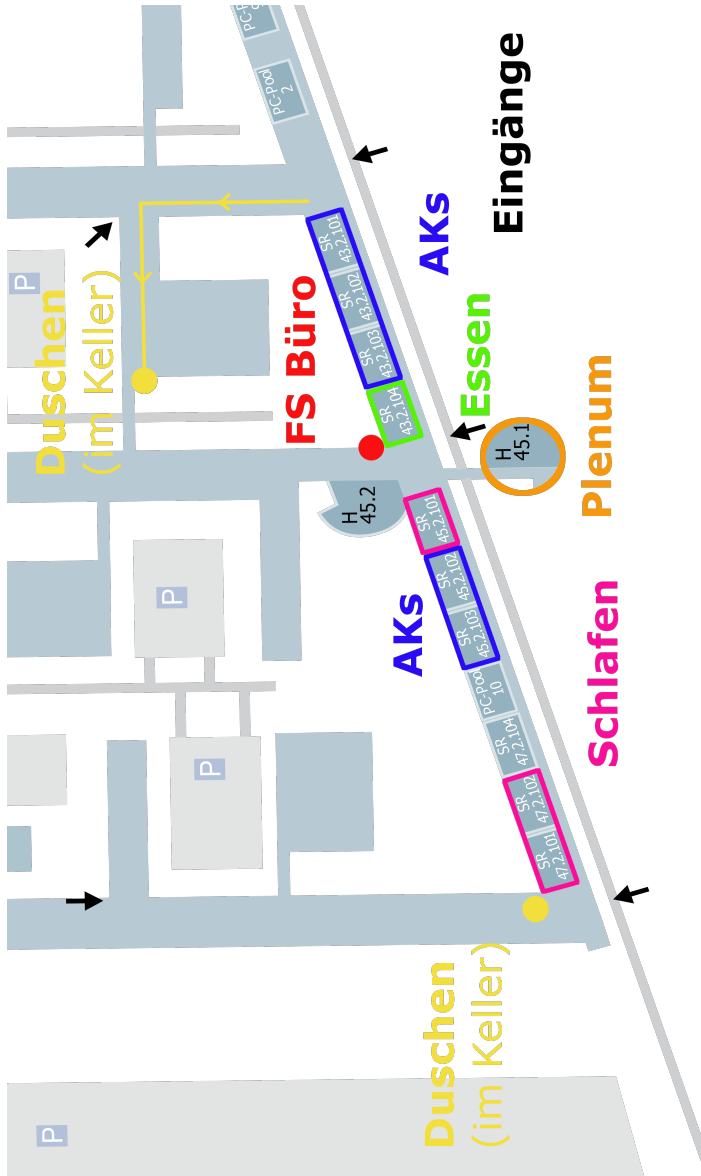 PC-Pool
PC-Pool
2
Eingänge
AKs
SR
43.2.101
SR
43.2.102
SR
43.2.103
SR
43.2.104
FS Büro
Essen
Plenum
H
45.1
H
45.2
Duschen
(im Keller)
P
SR
45.2.101
SR
45.2.102
SR
45.2.103
AKs
PC-Pool
10
SR
47.2.104
SR
47.2.102
SR
47.2.101
Schlafen
P
P
Duschen
(im Keller)
P